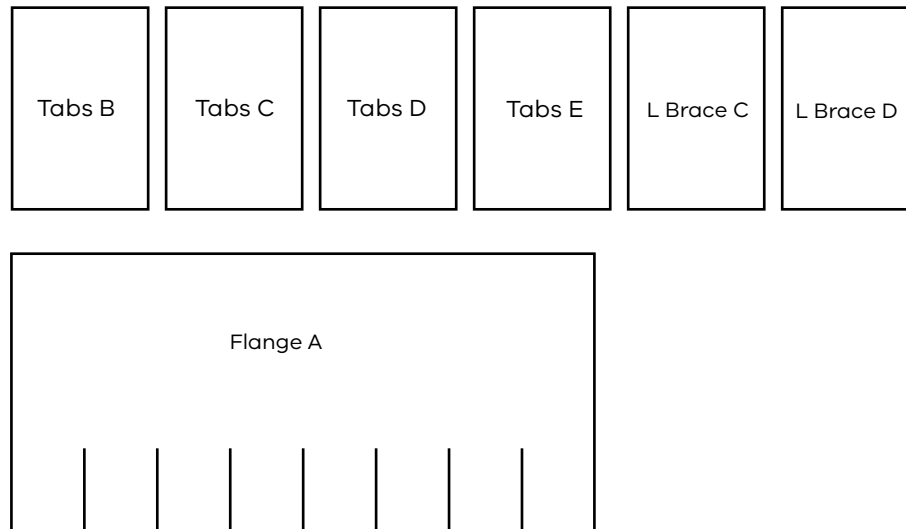 Tabs B
Tabs C
Tabs D
Tabs E
L Brace C
L Brace D
Flange A